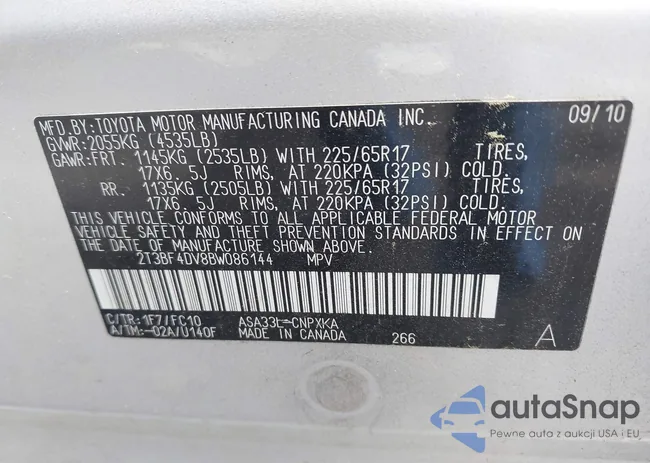 MFD.BY:TOYOTA MOTOR MANUFACTURING CANADA INC. 09/10
GVWR:2055KG (4535LB)
GAWR:FRT. 1145KG (2535LB) WITH 225/65R17 TIRES,
17X6. 5J RIMS, AT 220KPA (32PSI) COLD.
RR. 1135KG (2505LB) WITH 225/65R17 TIRES,
17X6. 5J RIMS, AT 220KPA (32PSI) COLD.
THIS VEHICLE CONFORMS TO ALL APPLICABLE FEDERAL MOTOR
VEHICLE SAFETY AND THEFT PREVENTION STANDARDS IN EFFECT ON
THE DATE OF MANUFACTURE SHOWN ABOVE.
2T3BF4DV8BW086144 MPV
C/TR:1F7/FC10 ASA33L-CNPXKA
A/TM:-02A/U140F MADE IN CANADA 266 A
autaSnap
Pewne auta z aukcji USA i EU